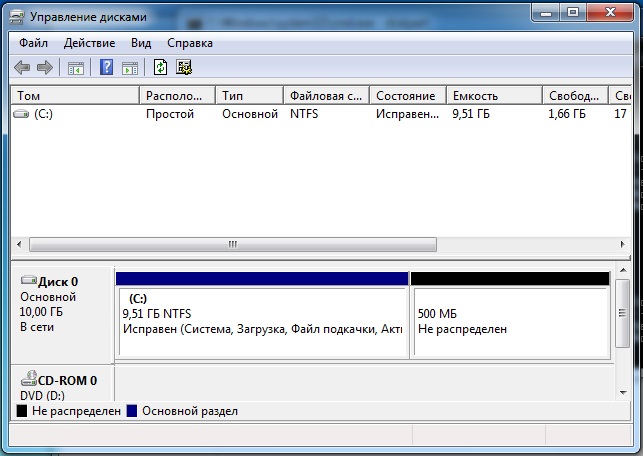 Управление дисками
Файл Действие Вид Справка
Том Располо... Тип Основной Файловая с... Состояние Емкость Свобод... Св
(C:) Простой Основной NTFS Исправен... 9,51 ГБ 1,66 ГБ 17
Диск 0
Основной
10,00 ГБ
В сети
(C:)
9,51 ГБ NTFS
Исправен (Система, Загрузка, Файл подкачки, Акти
500 МБ
Не распределен
CD-ROM 0
DVD (D:)
Не распределен Основной раздел